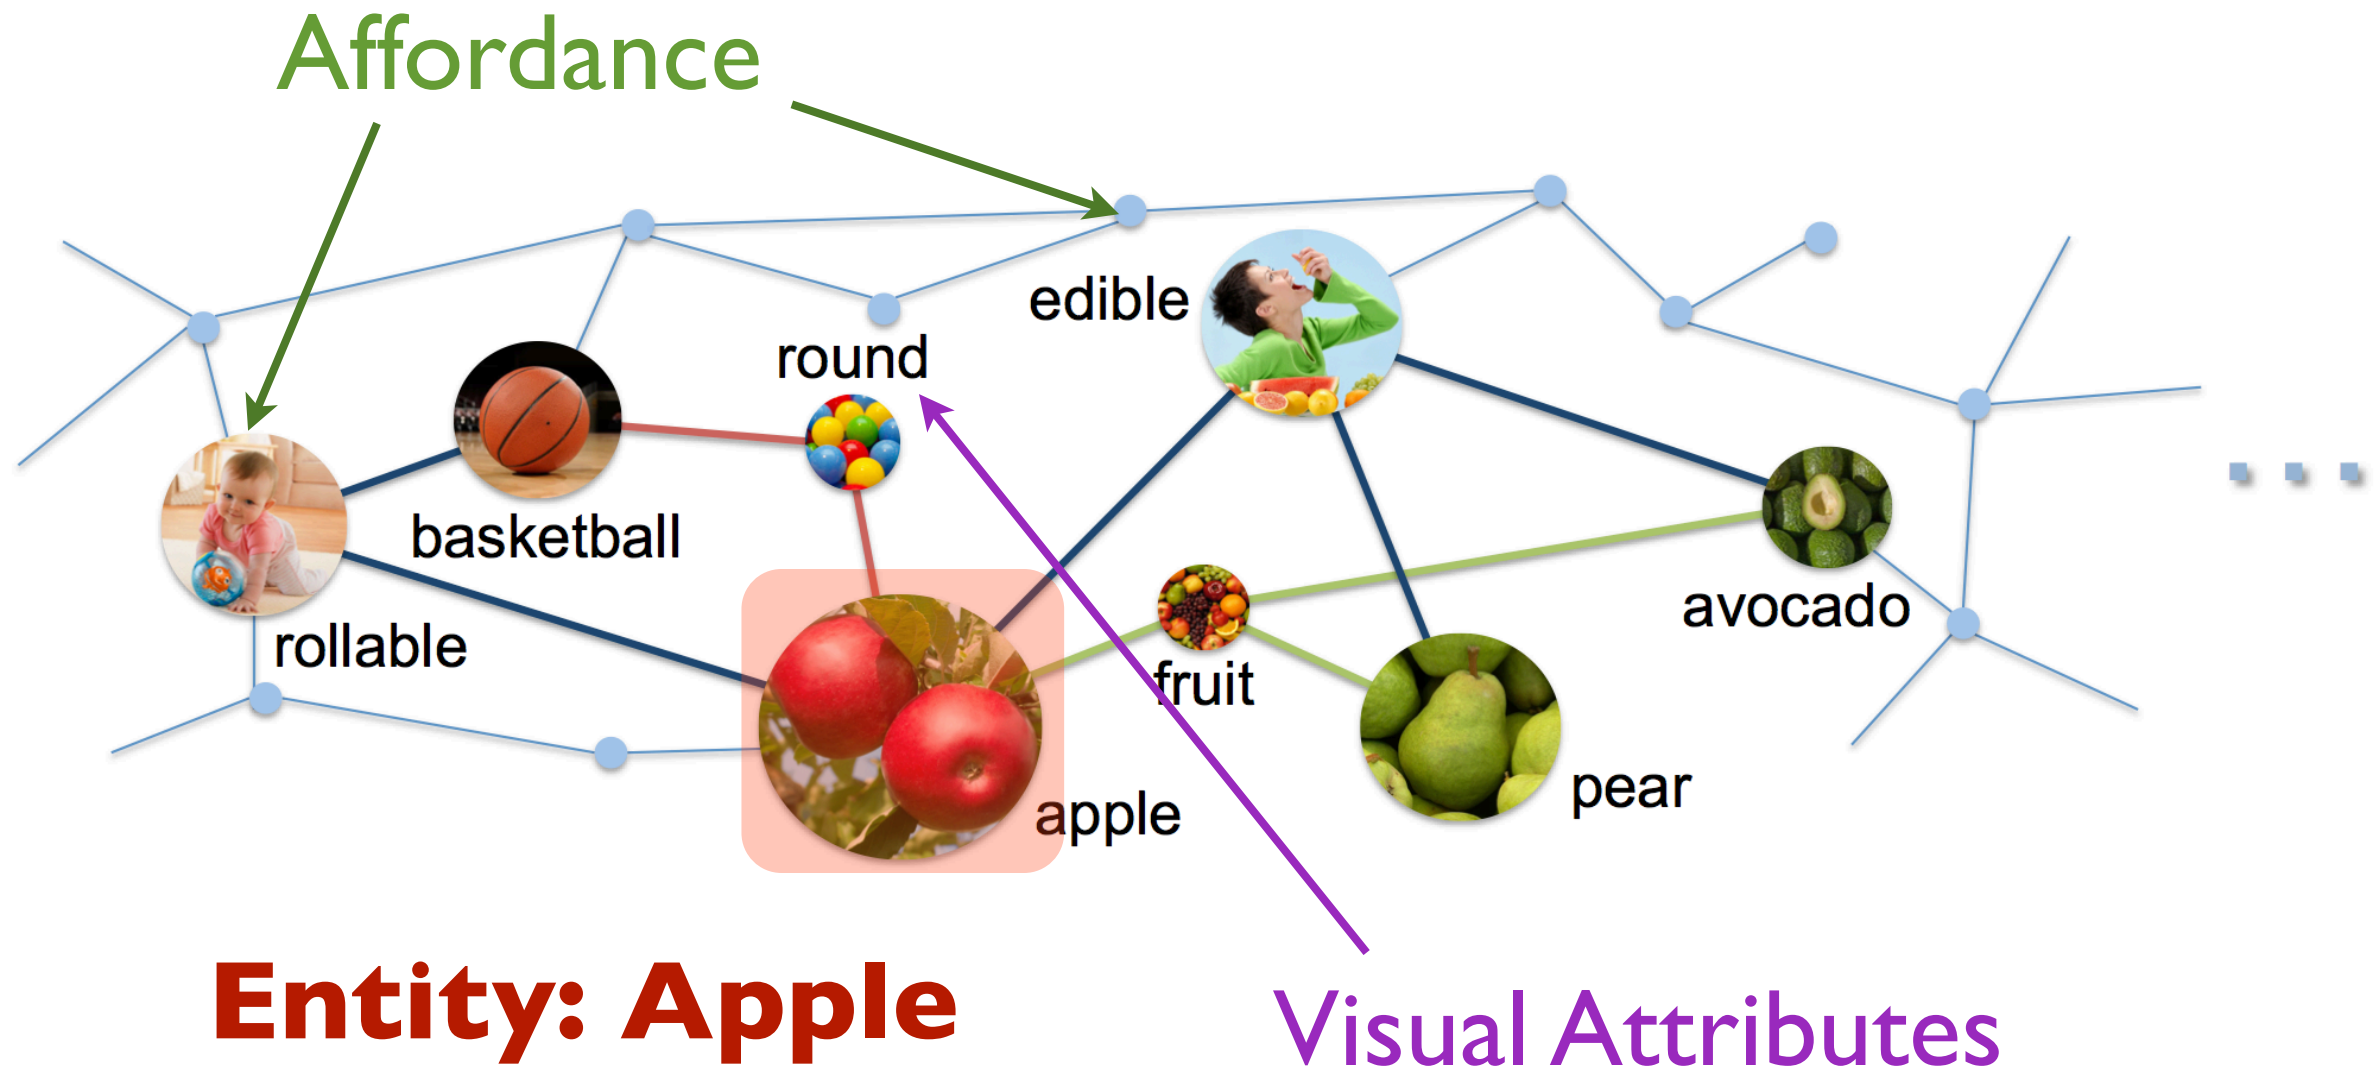 Affordance
edible
round
basketball
rollable
avocado
fruit
pear
apple
Entity: Apple
Visual Attributes